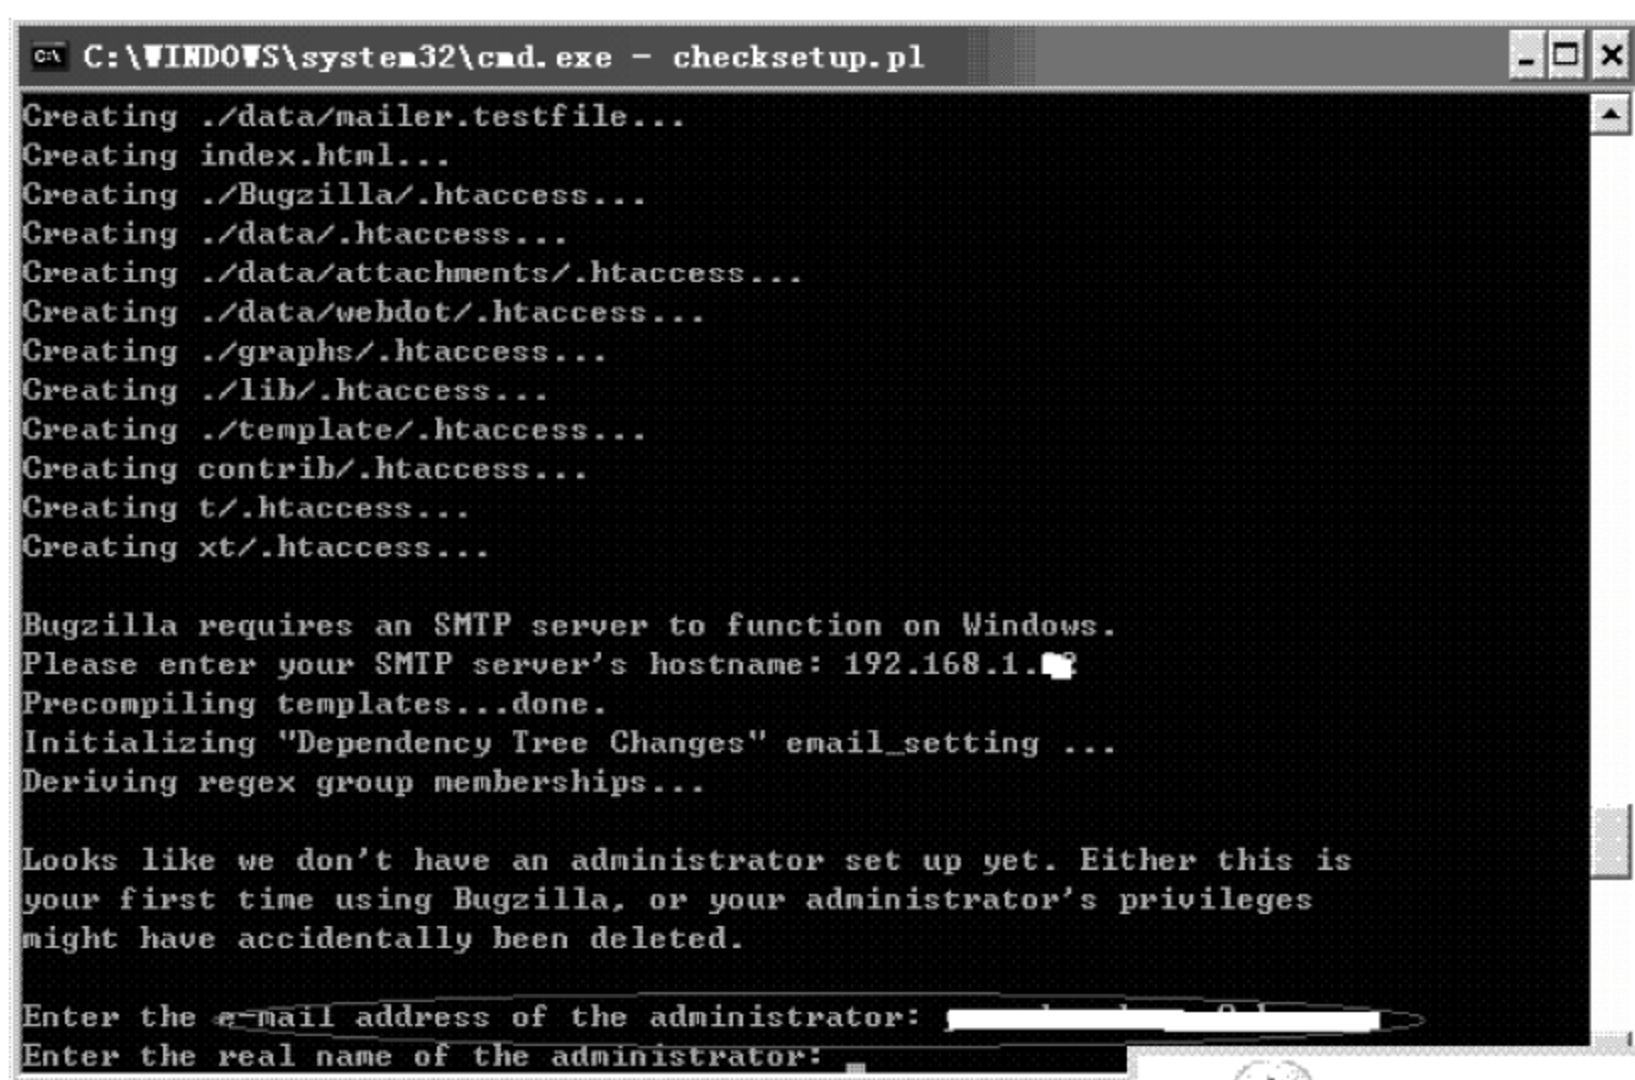 C:\WINDOWS\system32\cmd.exe - checksetup.pl
Creating ./data/mailer.testfile...
Creating index.html...
Creating ./Bugzilla/.htaccess...
Creating ./data/.htaccess...
Creating ./data/attachments/.htaccess...
Creating ./data/webdot/.htaccess...
Creating ./graphs/.htaccess...
Creating ./lib/.htaccess...
Creating ./template/.htaccess...
Creating contrib/.htaccess...
Creating t/.htaccess...
Creating xt/.htaccess...
Bugzilla requires an SMTP server to function on Windows.
Please enter your SMTP server's hostname: 192.168.1.
Precompiling templates...done.
Initializing "Dependency Tree Changes" email_setting ...
Deriving regex group memberships...
Looks like we don't have an administrator set up yet. Either this is
your first time using Bugzilla, or your administrator's privileges
might have accidentally been deleted.
Enter the e-mail address of the administrator:
Enter the real name of the administrator: _